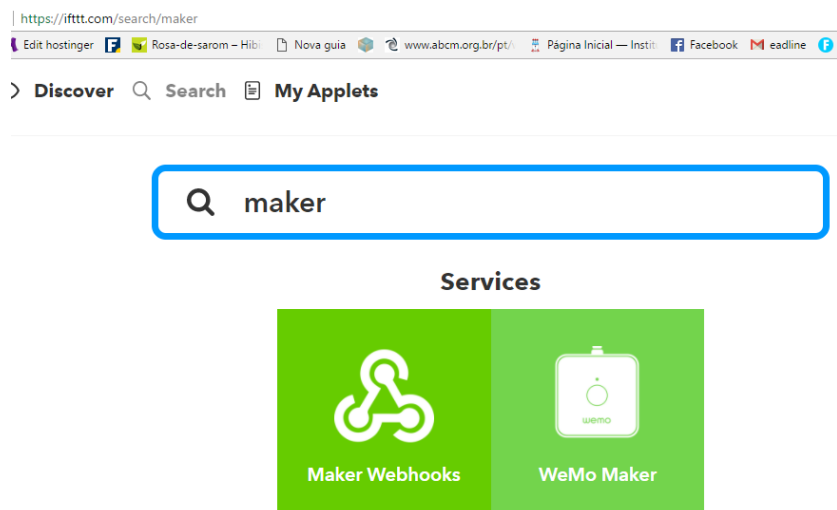 https://ifttt.com/search/maker
Edit hostinger Rosa-de-sarom – Hibi Nova guia www.abcm.org.br/pt/ Página Inicial — Instit Facebook eadline
Discover Search My Applets
maker
Services
wemo
Maker Webhooks WeMo Maker